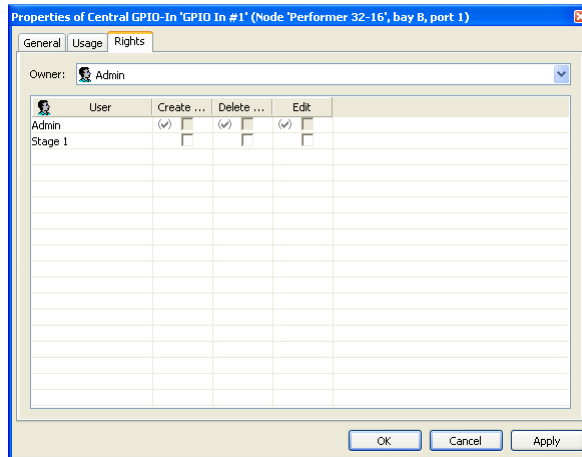 Properties of Central GPIO-In 'GPIO In #1' (Node 'Performer 32-16', bay B, port 1)
General Usage Rights
Owner: Admin
User Create ... Delete ... Edit
Admin (✓) (✓) (✓)
Stage 1
OK Cancel Apply